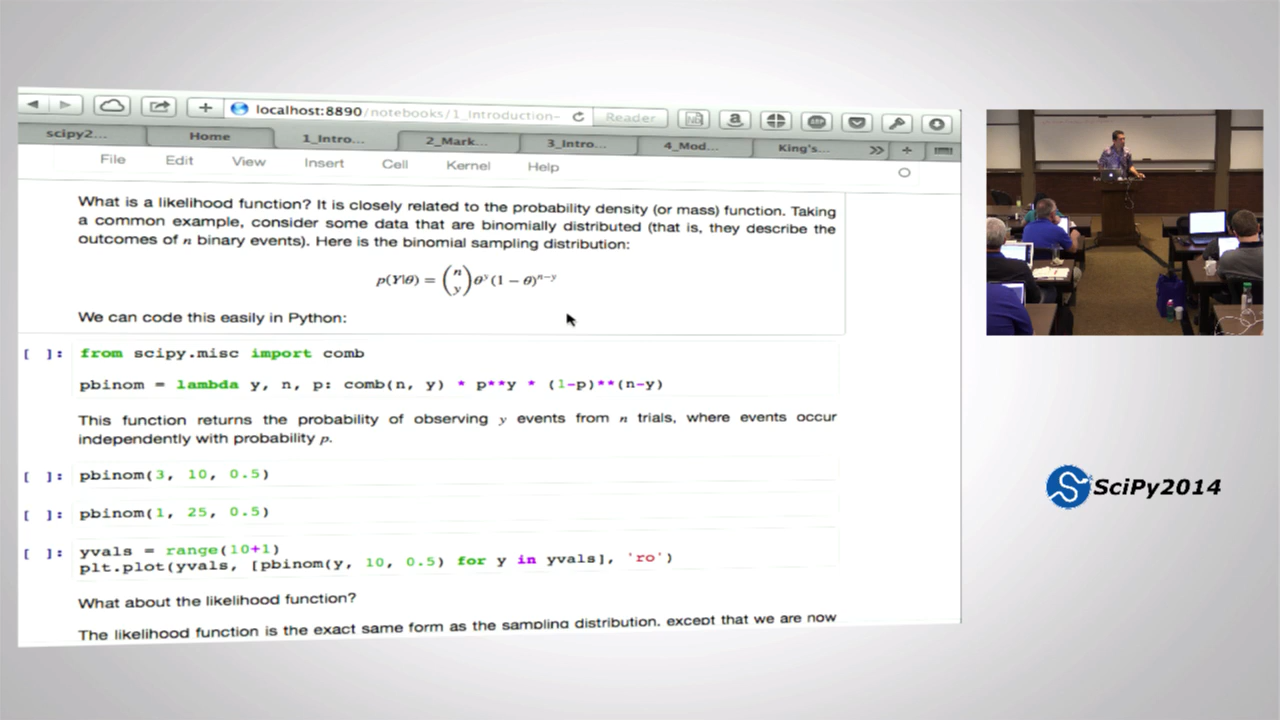 localhost:8890/notebooks/1_Introduction-
Reader
scipy2...
Home
1_Intro...
2_Mark...
3_Intro...
4_Mod...
King's...
File Edit View Insert Cell Kernel Help
What is a likelihood function? It is closely related to the probability density (or mass) function. Taking
a common example, consider some data that are binomially distributed (that is, they describe the
outcomes of n binary events). Here is the binomial sampling distribution:
p(Y|θ) = (n y) θ^y (1 − θ)^{n−y}
We can code this easily in Python:
[ ]: from scipy.misc import comb
pbinom = lambda y, n, p: comb(n, y) * p**y * (1-p)**(n-y)
This function returns the probability of observing y events from n trials, where events occur
independently with probability p.
[ ]: pbinom(3, 10, 0.5)
[ ]: pbinom(1, 25, 0.5)
[ ]: yvals = range(10+1)
plt.plot(yvals, [pbinom(y, 10, 0.5) for y in yvals], 'ro')
What about the likelihood function?
The likelihood function is the exact same form as the sampling distribution, except that we are now
SciPy2014